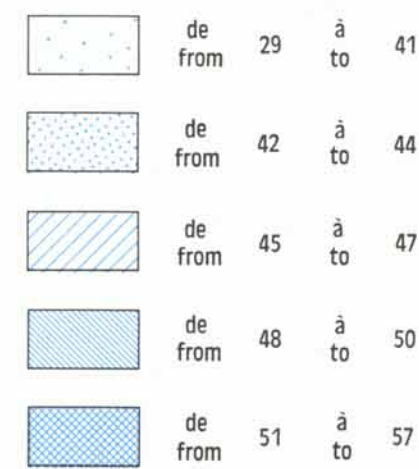 de à
from 29 to 41
de à
from 42 to 44
de à
from 45 to 47
de à
from 48 to 50
de à
from 51 to 57